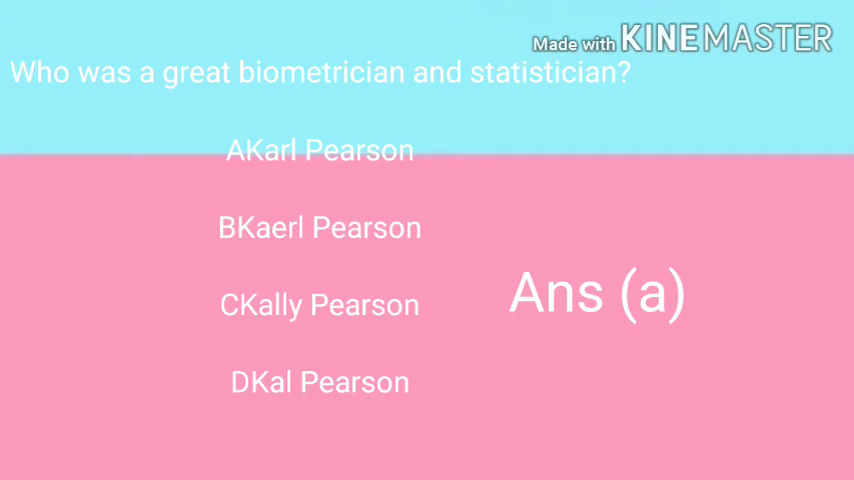 Made with KINEMASTER
Who was a great biometrician and statistician?
AKarl Pearson
BKaerl Pearson
CKally Pearson
Ans (a)
DKal Pearson